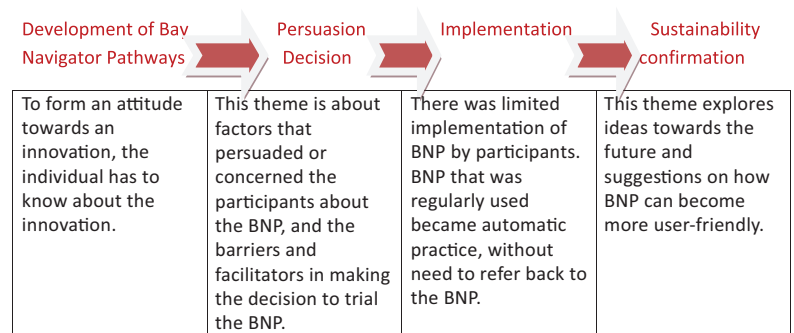 Development of Bay
Navigator Pathways
Persuasion
Decision
Implementation
Sustainability
confirmation
To form an attitude
towards an
innovation, the
individual has to
know about the
innovation.
This theme is about
factors that
persuaded or
concerned the
participants about
the BNP, and the
barriers and
facilitators in making
the decision to trial
the BNP.
There was limited
implementation of
BNP by participants.
BNP that was
regularly used
became automatic
practice, without
need to refer back to
the BNP.
This theme explores
ideas towards the
future and
suggestions on how
BNP can become
more user-friendly.